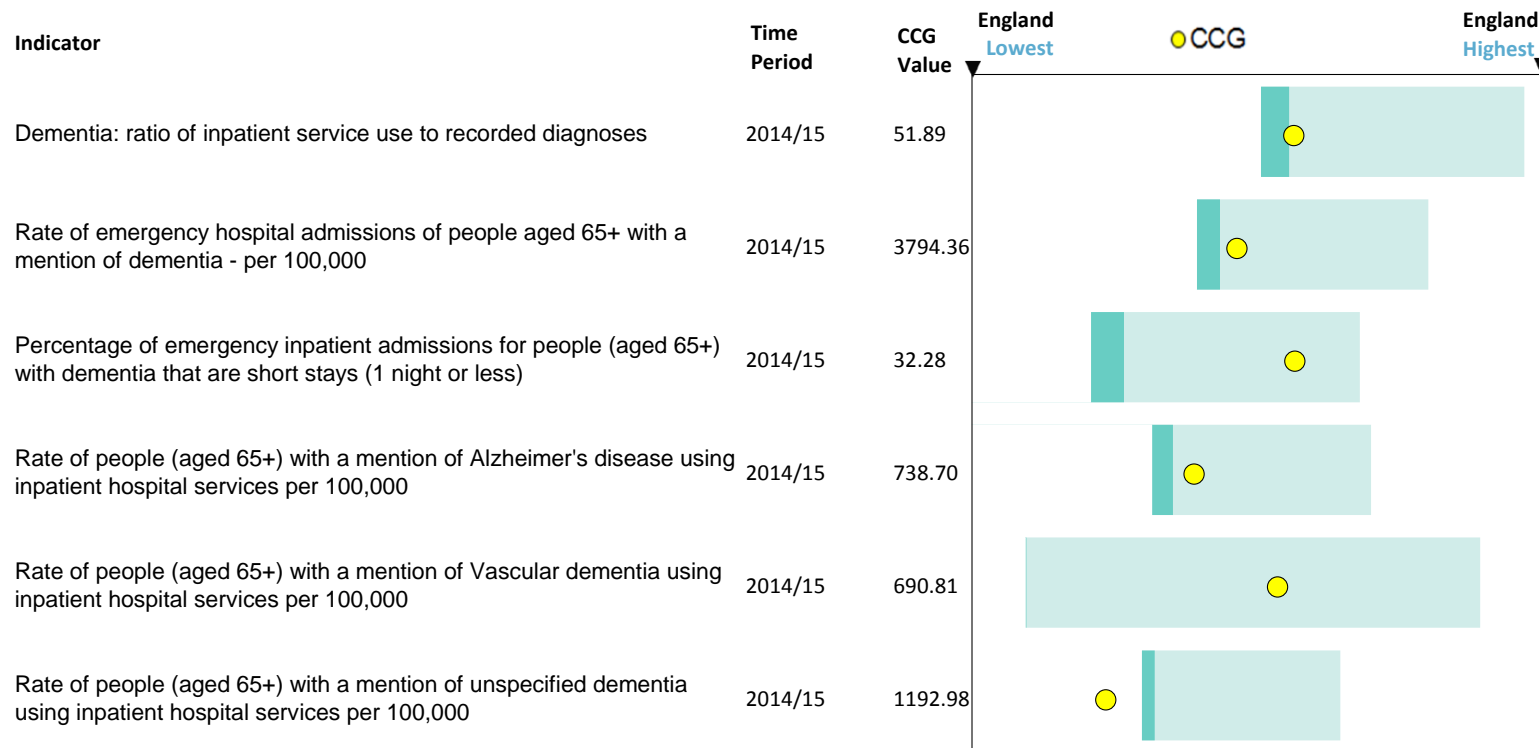 Indicator
Time
Period
CCG
Value
England
Lowest
CCG
England
Highest
Dementia: ratio of inpatient service use to recorded diagnoses
2014/15
51.89
Rate of emergency hospital admissions of people aged 65+ with a
mention of dementia - per 100,000
2014/15
3794.36
Percentage of emergency inpatient admissions for people (aged 65+)
with dementia that are short stays (1 night or less)
2014/15
32.28
Rate of people (aged 65+) with a mention of Alzheimer's disease using
inpatient hospital services per 100,000
2014/15
738.70
Rate of people (aged 65+) with a mention of Vascular dementia using
inpatient hospital services per 100,000
2014/15
690.81
Rate of people (aged 65+) with a mention of unspecified dementia
using inpatient hospital services per 100,000
2014/15
1192.98